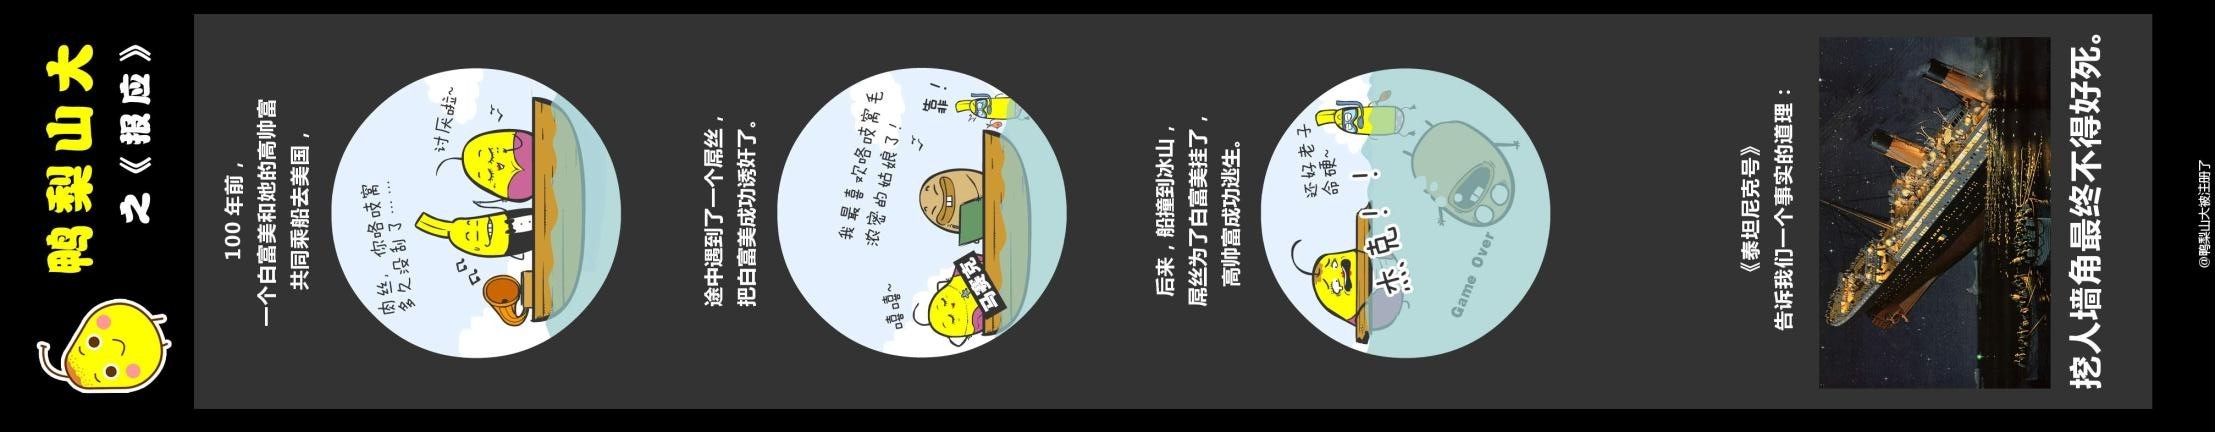 鸭梨山大
之《报应》
100 年前，
一个白富美和她的高帅富
共同乘船去美国，
肉丝，你咯吱窝
多久没刮了……
讨厌啦~
途中遇到了一个屌丝，
把白富美成功诱奸了。
嘻嘻~
马赛克
我最喜欢咯吱窝毛
浓密的姑娘了！
靠！
后来，船撞到冰山，
屌丝为了白富美挂了，
高帅富成功逃生。
还好老子
命硬~
杰克！！
Game Over
《泰坦尼克号》
告诉我们一个事实的道理：
挖人墙角最终不得好死。
@鸭梨山大被注册了